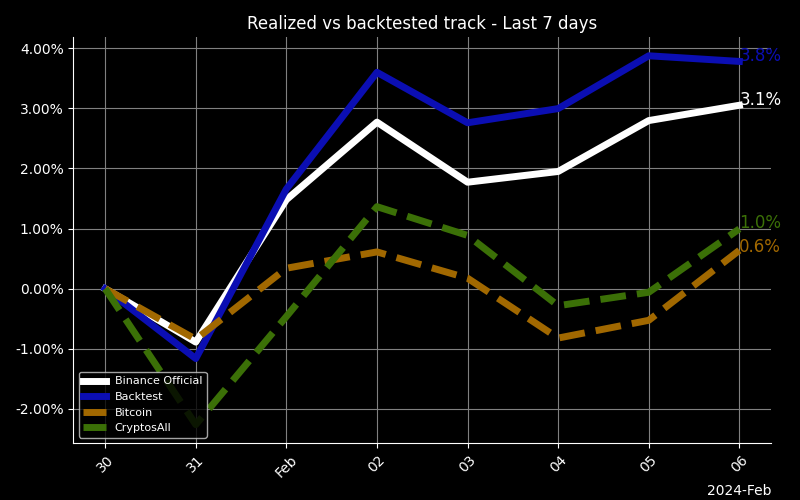 Realized vs backtested track - Last 7 days
4.00%
3.00%
2.00%
1.00%
0.00%
-1.00%
-2.00%
3.8%
3.1%
1.0%
0.6%
Binance Official
Backtest
Bitcoin
CryptosAll
30
31
Feb
02
03
04
05
06
2024-Feb